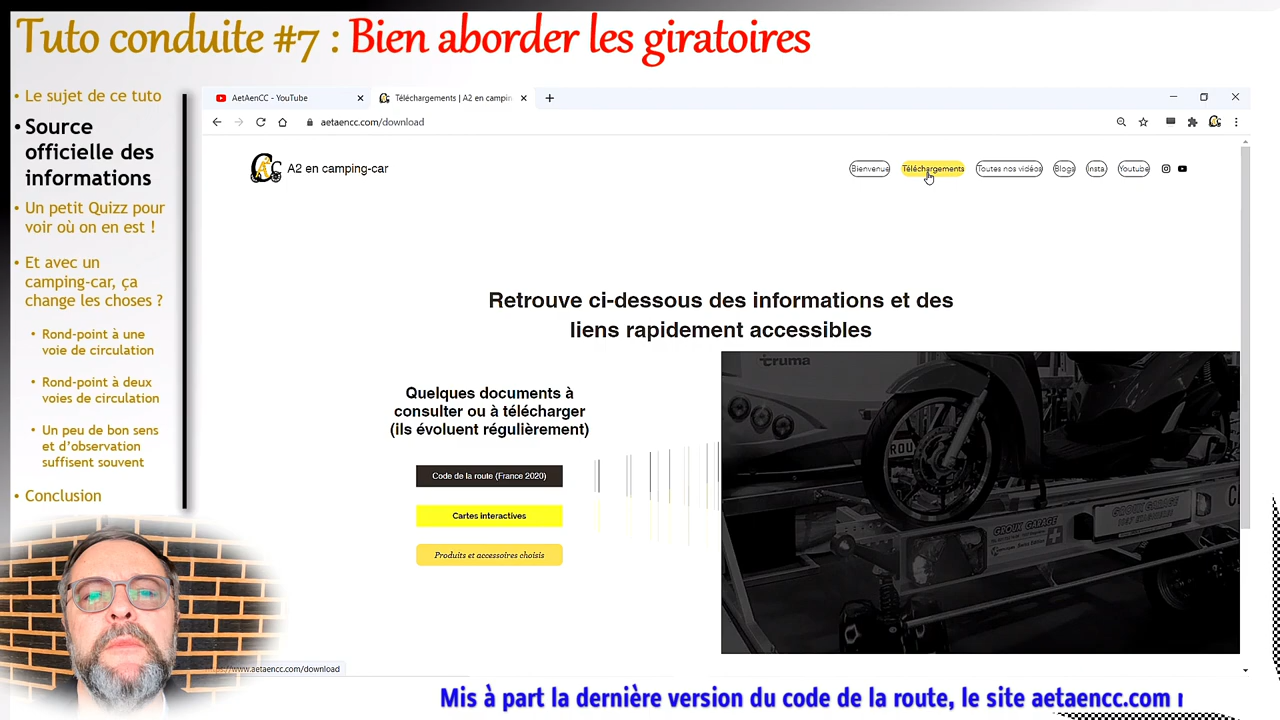 Tuto conduite #7 : Bien aborder les giratoires
• Le sujet de ce tuto
• Source
officielle des
informations
• Un petit Quizz pour
voir où on en est !
• Et avec un
camping-car, ça
change les choses ?
• Rond-point à une
voie de circulation
• Rond-point à deux
voies de circulation
• Un peu de bon sens
et d’observation
suffisent souvent
• Conclusion
AetAenCC - YouTube
Téléchargements | A2 en campin
aetaencc.com/download
A2 en camping-car
Bienvenue
Téléchargements
Toutes nos vidéos
Blogs
Insta
Youtube
Retrouve ci-dessous des informations et des
liens rapidement accessibles
Quelques documents à
consulter ou à télécharger
(ils évoluent régulièrement)
Code de la route (France 2020)
Cartes interactives
Produits et accessoires choisis
cruma
ROU
GROUX GARAGE
GROUX GARAGE
www.aetaencc.com/download
Mis à part la dernière version du code de la route, le site aetaencc.com